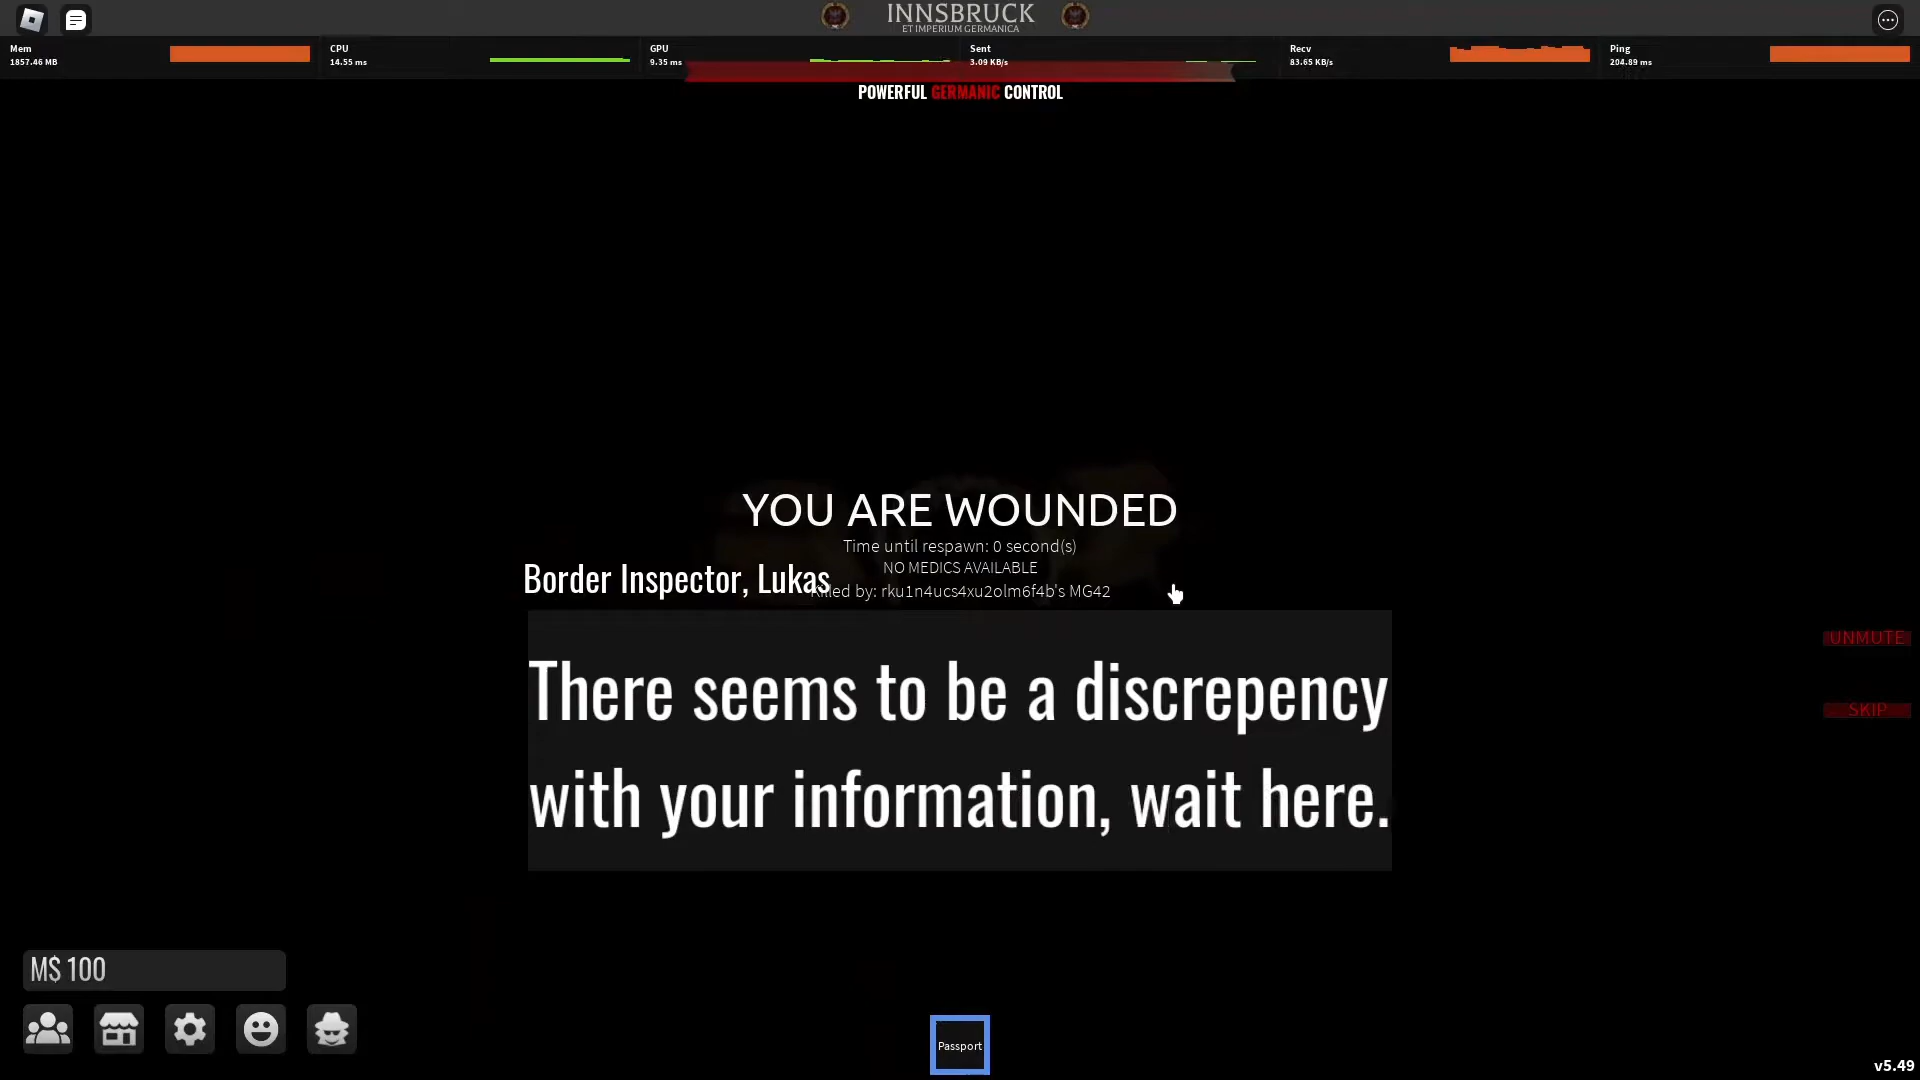 INNSBRUCK
ET IMPERIUM GERMANICA
Mem
1857.46 MB
CPU
14.55 ms
GPU
9.35 ms
Sent
3.09 KB/s
Recv
83.65 KB/s
Ping
204.89 ms
POWERFUL GERMANIC CONTROL
YOU ARE WOUNDED
Time until respawn: 0 second(s)
NO MEDICS AVAILABLE
Killed by: rku1n4ucs4xu2olm6f4b's MG42
Border Inspector, Lukas
There seems to be a discrepency
with your information, wait here.
UNMUTE
SKIP
M$ 100
Passport
v5.49